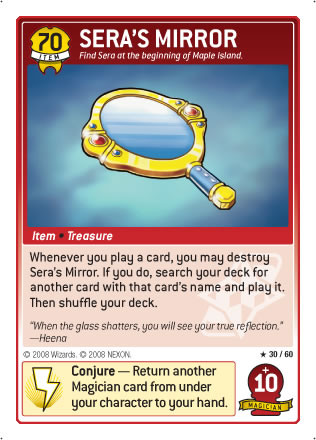 70
ITEM
SERA'S MIRROR
Find Sera at the beginning of Maple Island.
Item • Treasure
Whenever you play a card, you may destroy
Sera's Mirror. If you do, search your deck for
another card with that card's name and play it.
Then shuffle your deck.
"When the glass shatters, you will see your true reflection."
—Heena
© 2008 Wizards. © 2008 NEXON.
★ 30 / 60
Conjure — Return another
Magician card from under
your character to your hand.
+
10
MAGICIAN